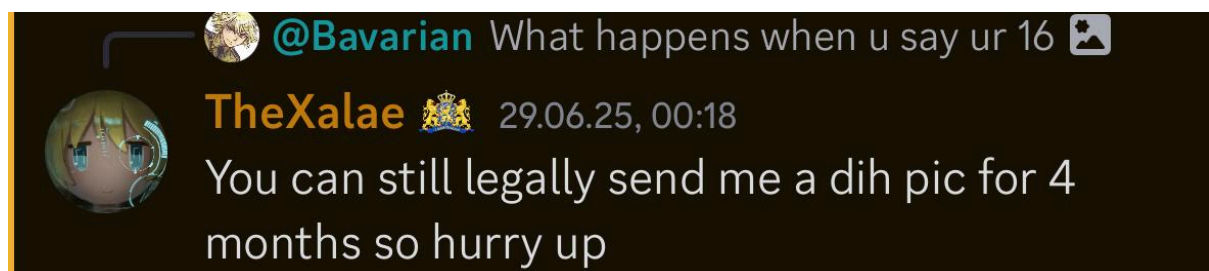 @Bavarian What happens when u say ur 16
TheXalae 29.06.25, 00:18
You can still legally send me a dih pic for 4
months so hurry up